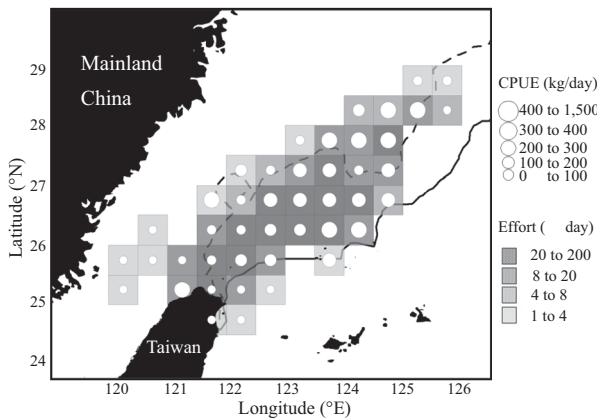 Mainland
China
Taiwan
29
28
27
26
25
24
Latitude (°N)
120 121 122 123 124 125 126
Longitude (°E)
CPUE (kg/day)
400 to 1,500
300 to 400
200 to 300
100 to 200
0 to 100
Effort ( day)
20 to 200
8 to 20
4 to 8
1 to 4